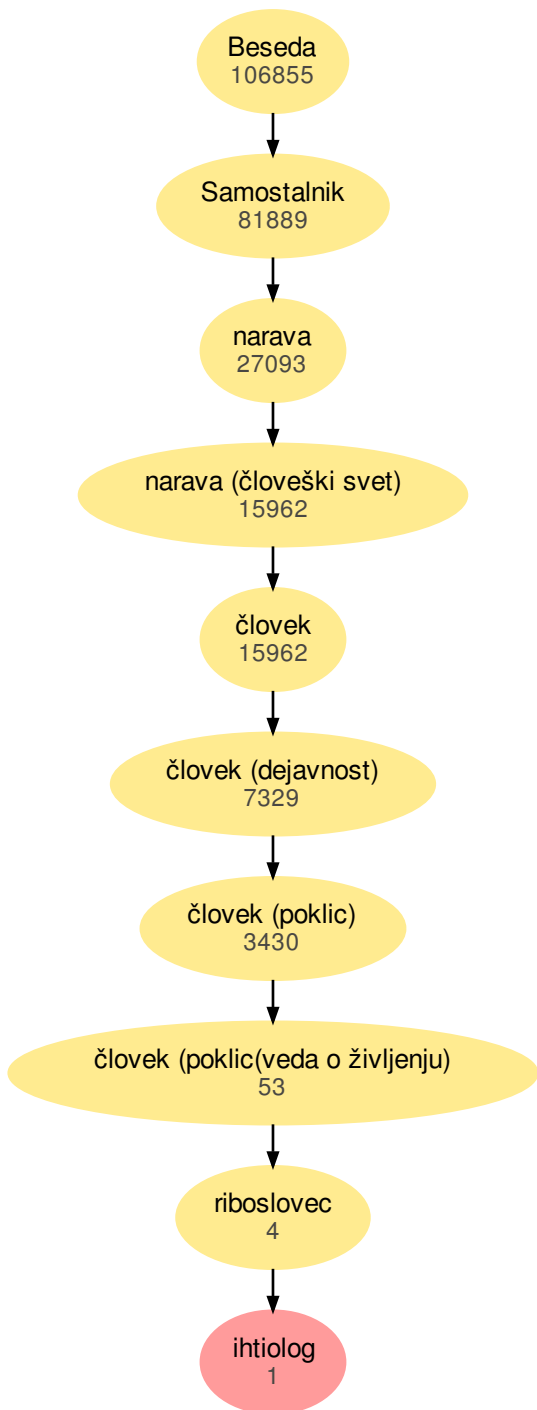 Beseda
106855
Samostalnik
81889
narava
27093
narava (človeški svet)
15962
človek
15962
človek (dejavnost)
7329
človek (poklic)
3430
človek (poklic(veda o življenju)
53
riboslovec
4
ihtiolog
1